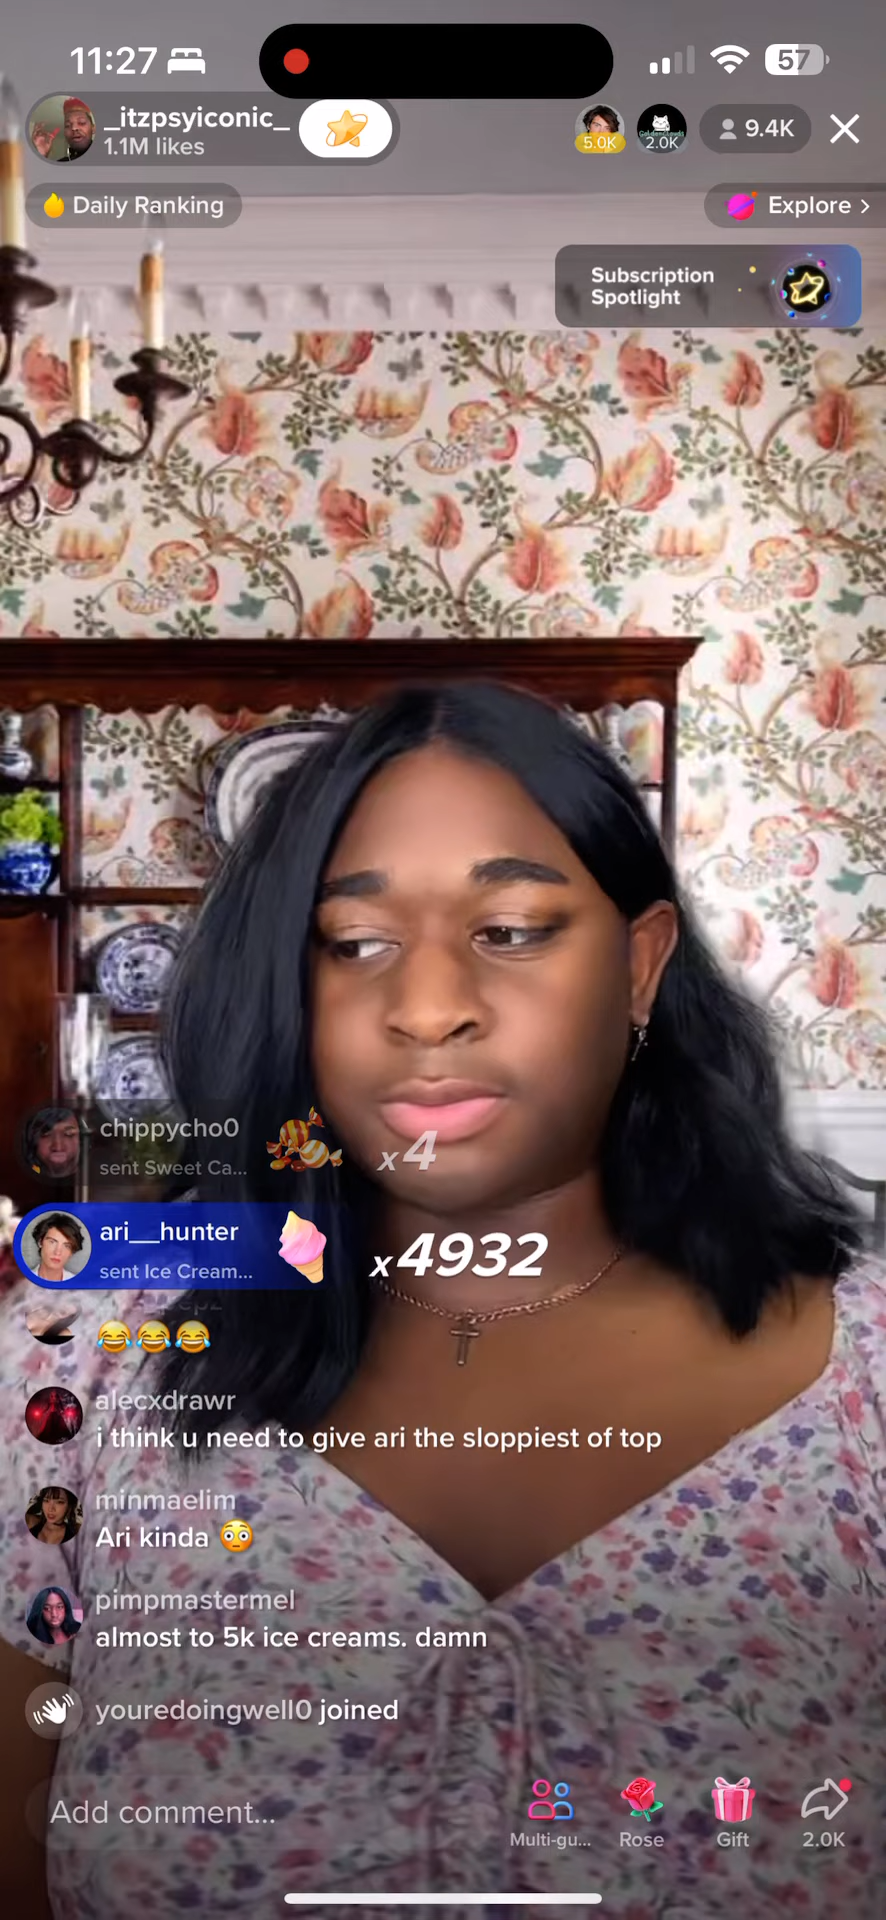 11:27
57
_itzpsyiconic_
1.1M likes
5.0K
2.0K
9.4K
Daily Ranking
Explore >
Subscription
Spotlight
chippycho0
sent Sweet Ca...
x4
ari__hunter
sent Ice Cream...
x4932
😂😂😂
alecxdrawr
i think u need to give ari the sloppiest of top
minmaelim
Ari kinda 😳
pimpmastermel
almost to 5k ice creams. damn
youredoingwell0 joined
Add comment...
Multi-gu...
Rose
Gift
2.0K